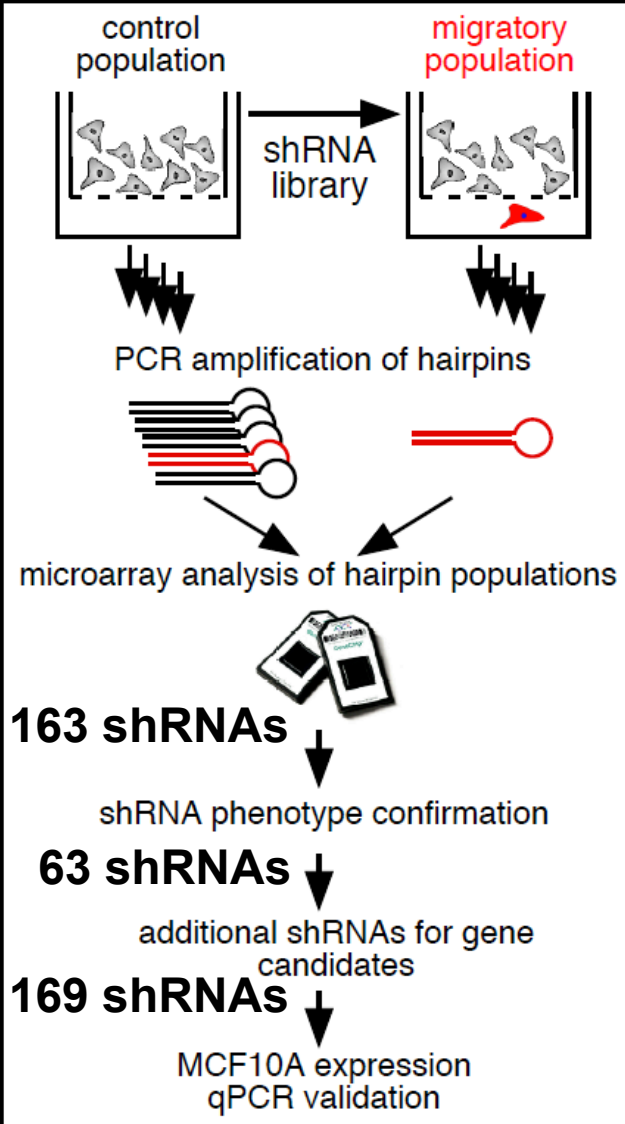 control
population
migratory
population
shRNA
library
PCR amplification of hairpins
microarray analysis of hairpin populations
163 shRNAs
shRNA phenotype confirmation
63 shRNAs
additional shRNAs for gene
candidates
169 shRNAs
MCF10A expression
qPCR validation